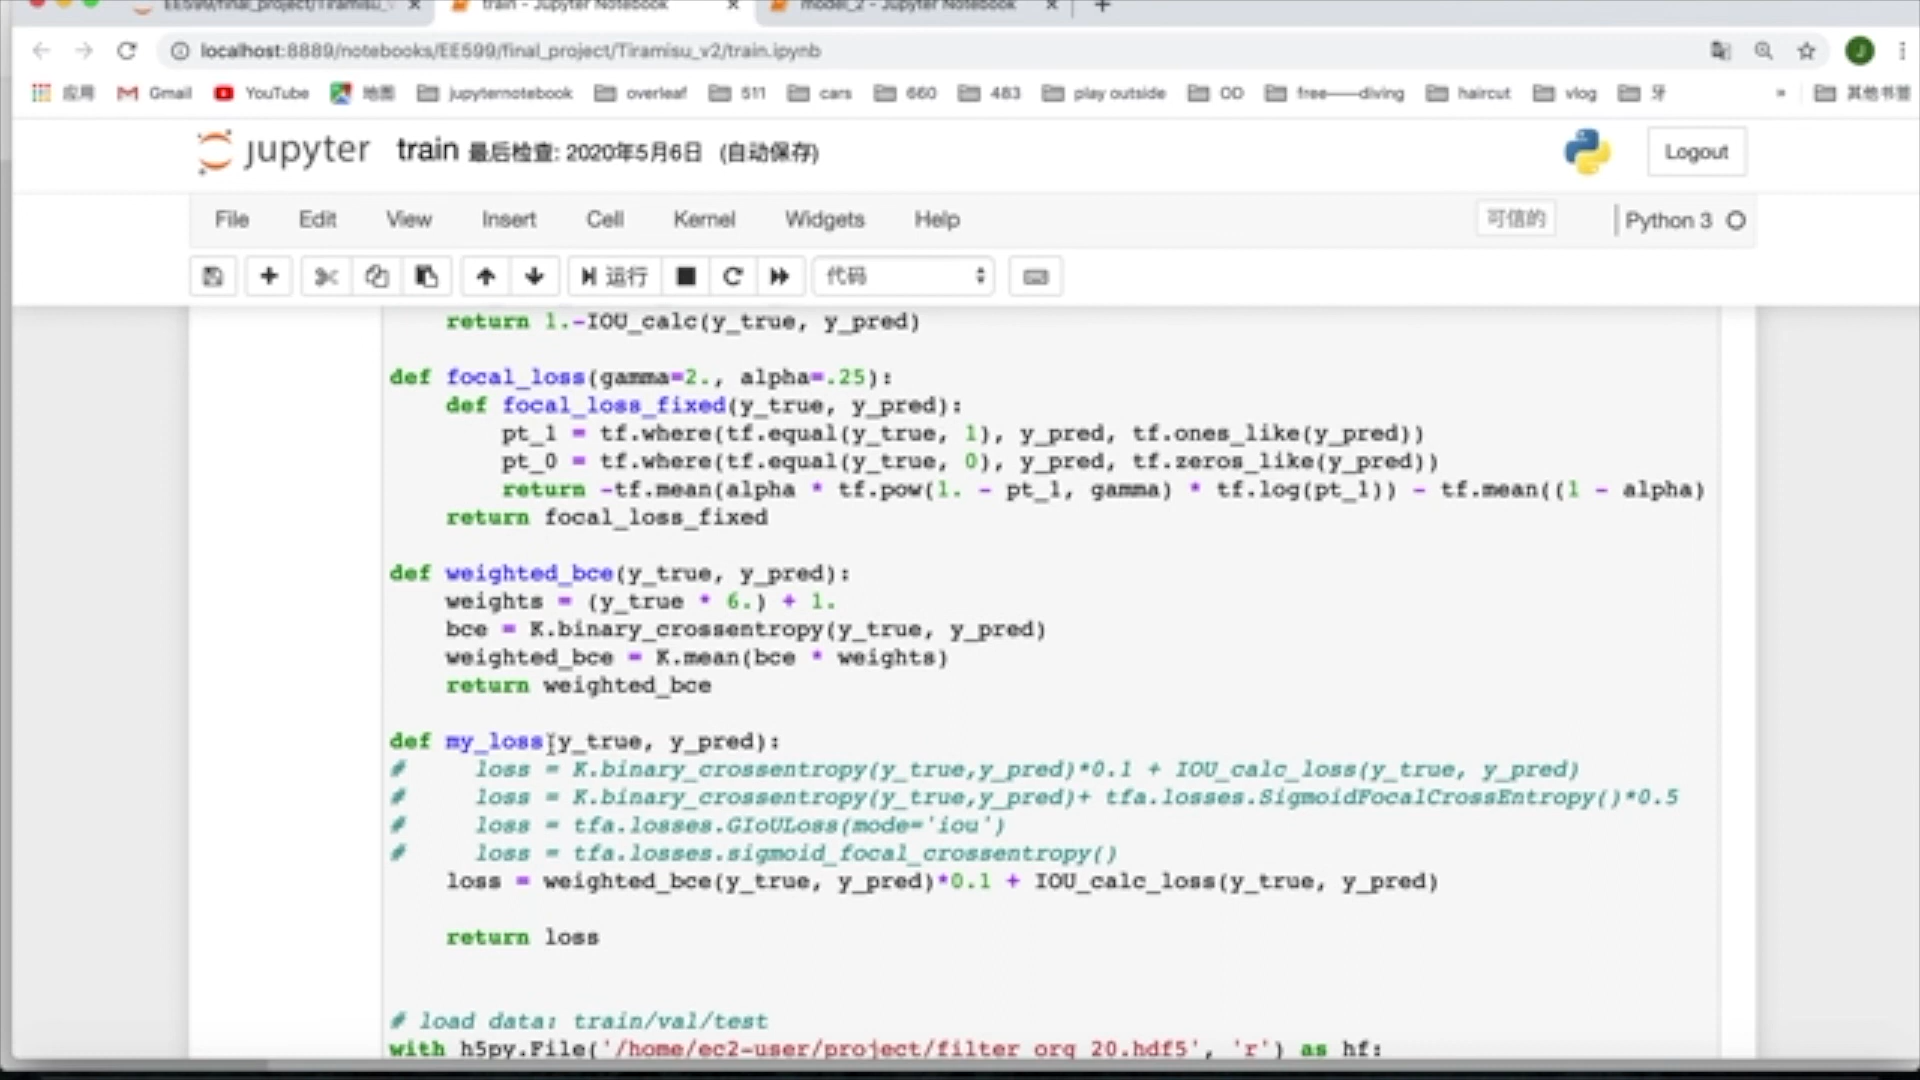 EE599/final_project/Tiramisu_v
train - Jupyter Notebook
model_2 - Jupyter Notebook
localhost:8889/notebooks/EE599/final_project/Tiramisu_v2/train.ipynb
J
应用 Gmail YouTube 地图 jupyternotebook overleaf 511 cars 660 483 play outside OD free——diving haircut vlog 牙 » 其他书签
jupyter train 最后检查: 2020年5月6日 (自动保存) Logout
File Edit View Insert Cell Kernel Widgets Help 可信的 Python 3
运行 代码
return 1.-IOU_calc(y_true, y_pred)
def focal_loss(gamma=2., alpha=.25):
def focal_loss_fixed(y_true, y_pred):
pt_1 = tf.where(tf.equal(y_true, 1), y_pred, tf.ones_like(y_pred))
pt_0 = tf.where(tf.equal(y_true, 0), y_pred, tf.zeros_like(y_pred))
return -tf.mean(alpha * tf.pow(1. - pt_1, gamma) * tf.log(pt_1)) - tf.mean((1 - alpha)
return focal_loss_fixed
def weighted_bce(y_true, y_pred):
weights = (y_true * 6.) + 1.
bce = K.binary_crossentropy(y_true, y_pred)
weighted_bce = K.mean(bce * weights)
return weighted_bce
def my_loss(y_true, y_pred):
# loss = K.binary_crossentropy(y_true,y_pred)*0.1 + IOU_calc_loss(y_true, y_pred)
# loss = K.binary_crossentropy(y_true,y_pred)+ tfa.losses.SigmoidFocalCrossEntropy()*0.5
# loss = tfa.losses.GIoULoss(mode='iou')
# loss = tfa.losses.sigmoid_focal_crossentropy()
loss = weighted_bce(y_true, y_pred)*0.1 + IOU_calc_loss(y_true, y_pred)
return loss
# load data: train/val/test
with h5py.File('/home/ec2-user/project/filter_org_20.hdf5', 'r') as hf: